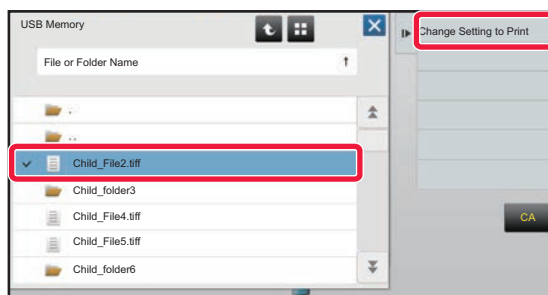 USB Memory
Change Setting to Print
File or Folder Name
.
..
Child_File2.tiff
Child_folder3
Child_File4.tiff
Child_File5.tiff
Child_folder6
CA